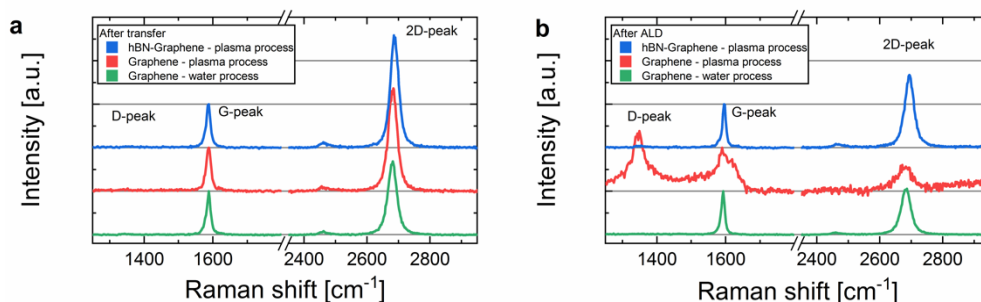 a
After transfer
hBN-Graphene - plasma process
Graphene - plasma process
Graphene - water process
2D-peak
D-peak
G-peak
Intensity [a.u.]
1400
1600
2400
2600
2800
Raman shift [cm-1]
b
After ALD
hBN-Graphene - plasma process
Graphene - plasma process
Graphene - water process
2D-peak
D-peak
G-peak
Intensity [a.u.]
1400
1600
2400
2600
2800
Raman shift [cm-1]